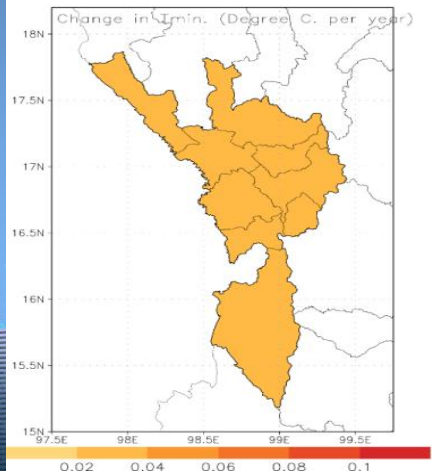 Change in Tmin. (Degree C. per year)
18N
17.5N
17N
16.5N
16N
15.5N
15N
97.5E 98E 98.5E 99E 99.5E
0.02 0.04 0.06 0.08 0.1